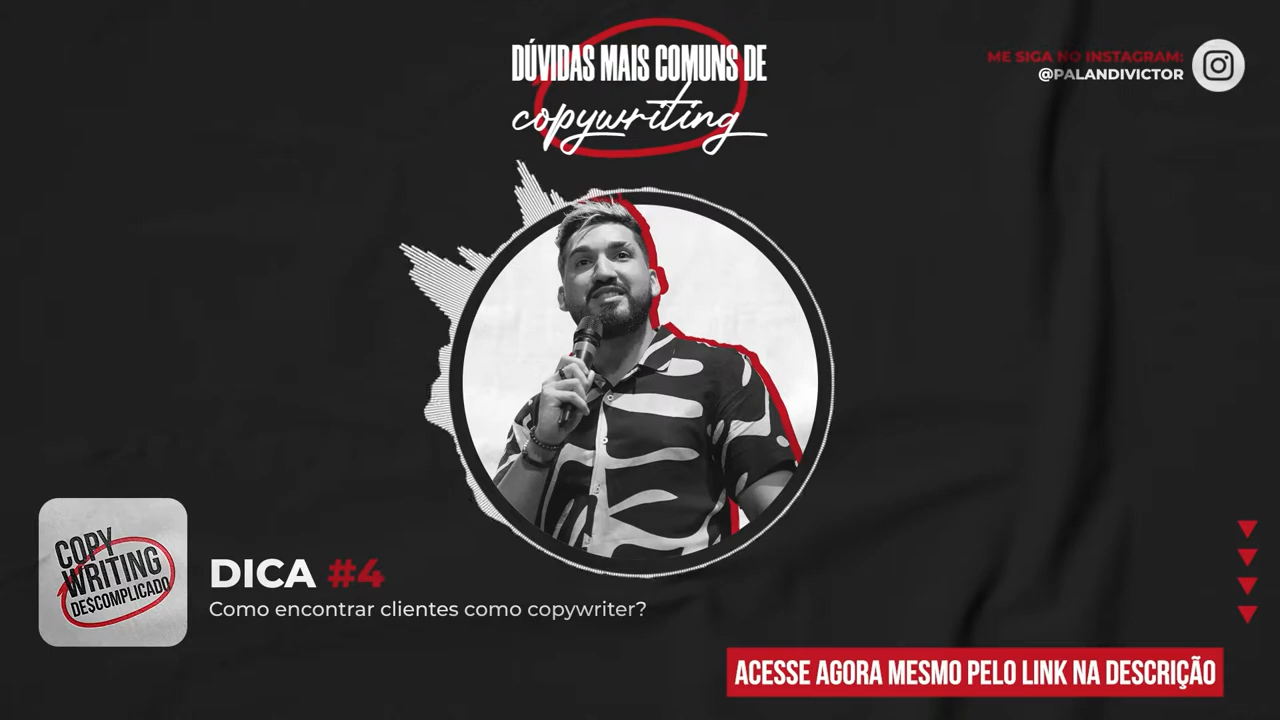 DÚVIDAS MAIS COMUNS DE
copywriting
ME SIGA NO INSTAGRAM:
@PALANDIVICTOR
COPY
WRITING
DESCOMPLICADO
DICA #4
Como encontrar clientes como copywriter?
ACESSE AGORA MESMO PELO LINK NA DESCRIÇÃO